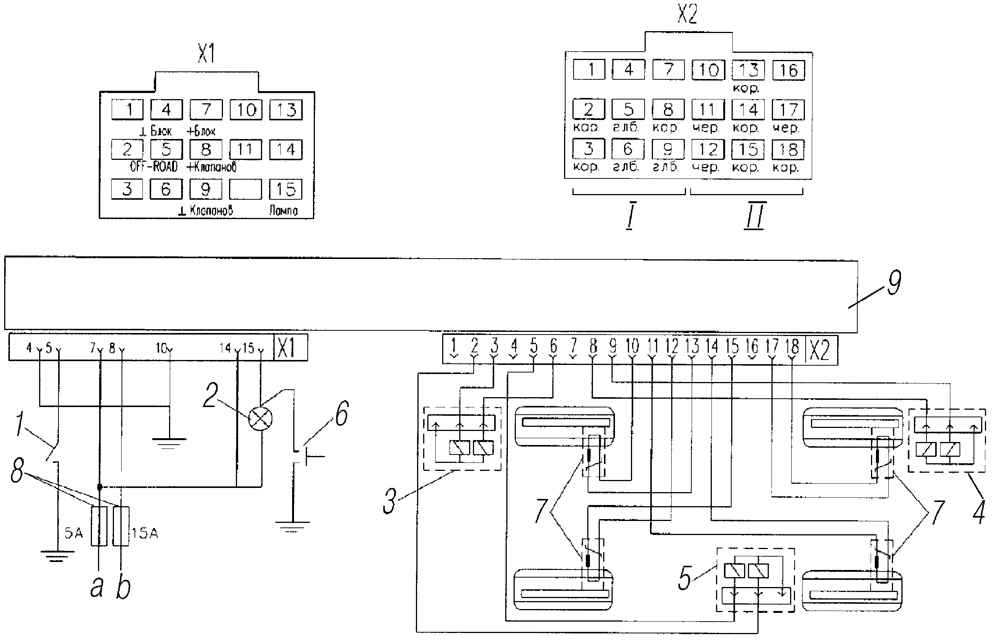 X2
X1
1 4 7 10 13 16
кор.
2 5 8 11 14 17
кор. глб. кор. чер. кор. чер.
3 6 9 12 15 18
кор. глб. глб. чер. кор. кор.
I II
1 4 7 10 13
⊥ Блок +Блок
2 5 8 11 14
OFF-ROAD +Клапанов
3 6 9 15
⊥ Клапанов Лампа
9
4 5 7 8 10 14 15 X1
1 2 3 4 5 6 7 8 9 10 11 12 13 14 15 16 17 18 X2
2
1
6
8
3
7
7
4
5А
15А
5
a b